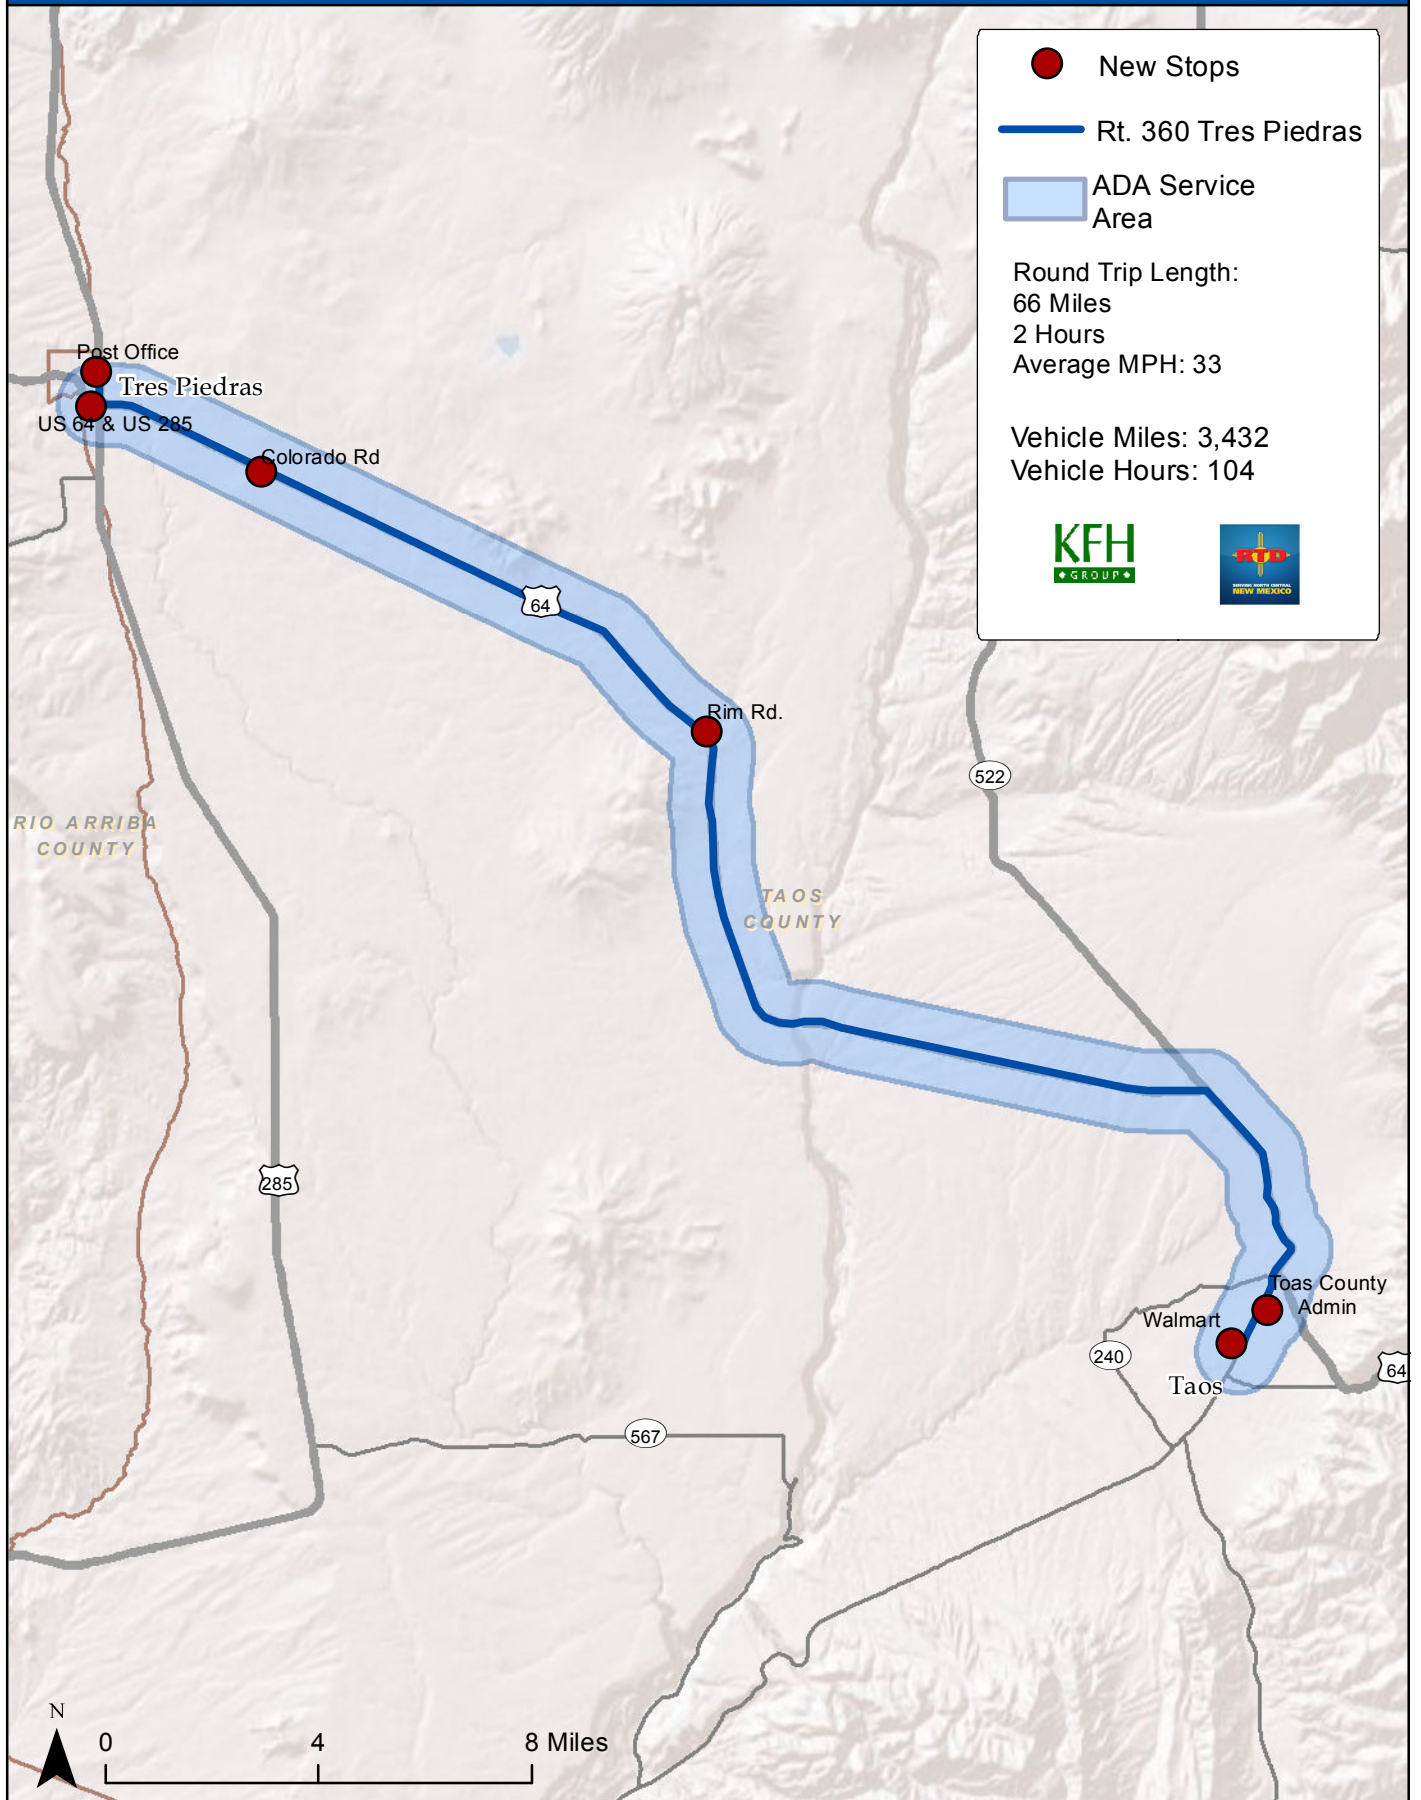 New Stops
Rt. 360 Tres Piedras
ADA Service
Area
Round Trip Length:
66 Miles
2 Hours
Average MPH: 33
Vehicle Miles: 3,432
Vehicle Hours: 104
KFH
GROUP
RTD
SERVING NORTH CENTRAL
NEW MEXICO
Post Office
Tres Piedras
US 64 & US 285
Colorado Rd
64
Rim Rd.
522
RIO ARRIBA
COUNTY
TAOS
COUNTY
285
Toas County
Admin
Walmart
240
64
Taos
567
N
0
4
8 Miles